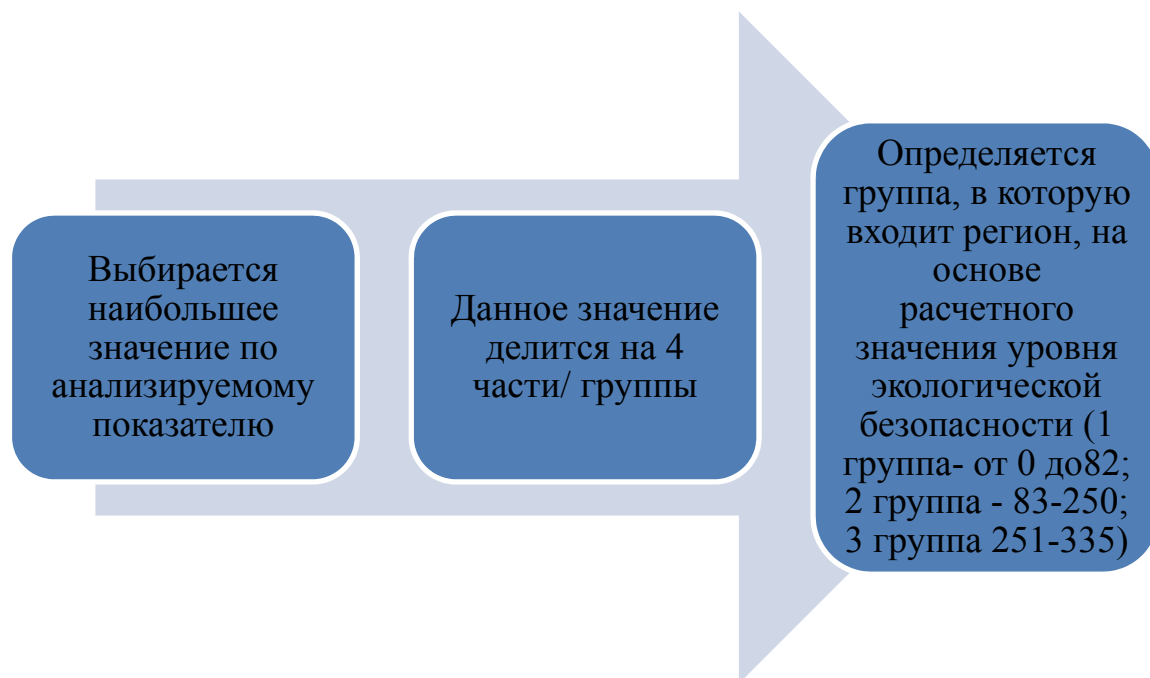 Выбирается
наибольшее
значение по
анализируемому
показателю
Данное значение
делится на 4
части/ группы
Определяется
группа, в которую
входит регион, на
основе
расчетного
значения уровня
экологической
безопасности (1
группа- от 0 до82;
2 группа - 83-250;
3 группа 251-335)